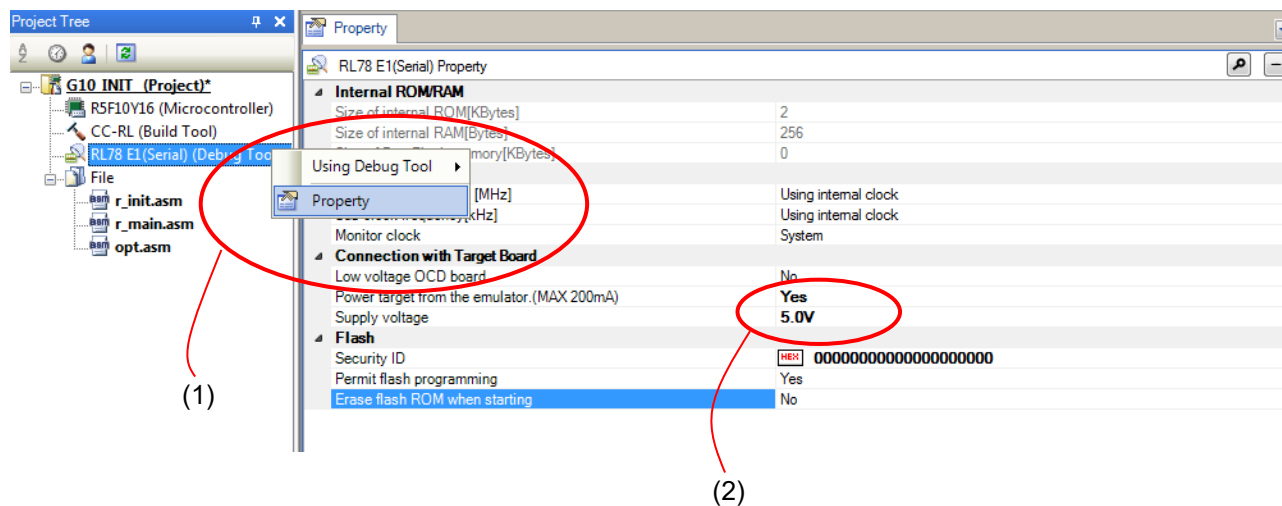 Project Tree
Property
RL78 E1(Serial) Property
G10_INIT (Project)*
R5F10Y16 (Microcontroller)
CC-RL (Build Tool)
RL78 E1(Serial) (Debug Too
File
r_init.asm
r_main.asm
opt.asm
Using Debug Tool
Property
Internal ROM/RAM
Size of internal ROM[KBytes] 2
Size of internal RAM[Bytes] 256
mory[KBytes] 0
[MHz] Using internal clock
[kHz] Using internal clock
Monitor clock System
Connection with Target Board
Low voltage OCD board No
Power target from the emulator.(MAX 200mA) Yes
Supply voltage 5.0V
Flash
Security ID HEX 00000000000000000000
Permit flash programming Yes
Erase flash ROM when starting No
(1)
(2)